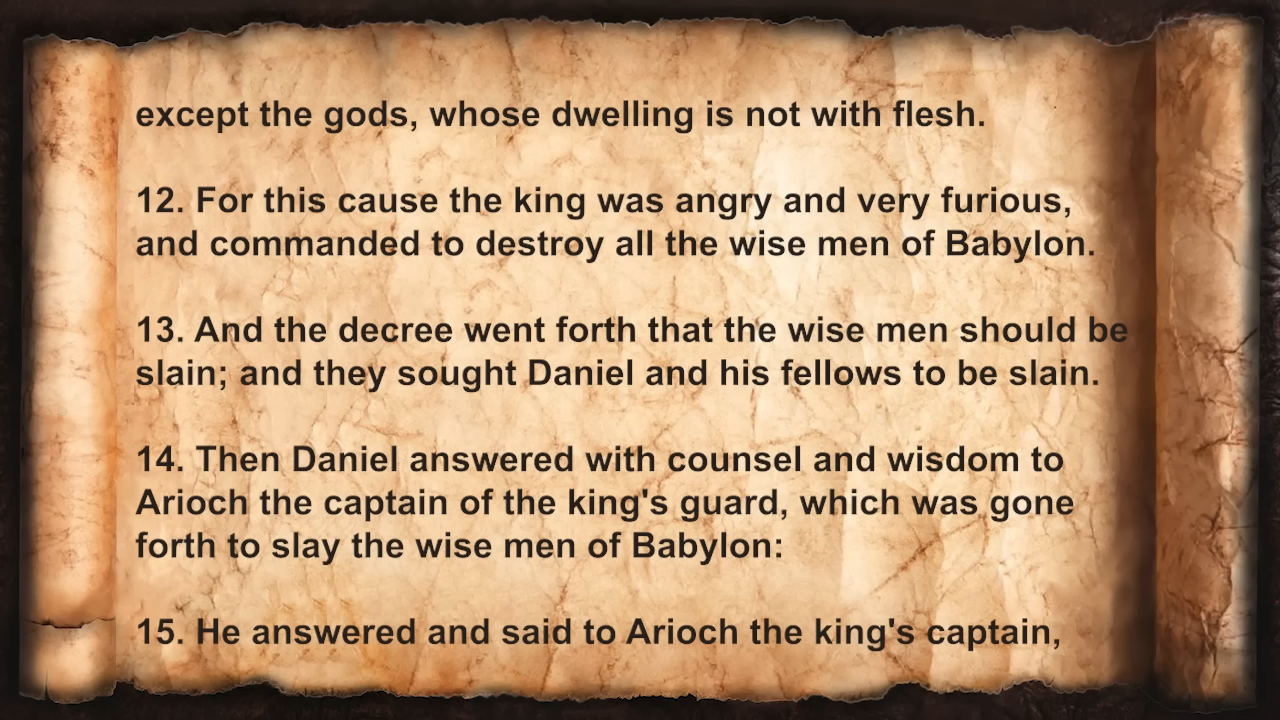 except the gods, whose dwelling is not with flesh.
12. For this cause the king was angry and very furious,
and commanded to destroy all the wise men of Babylon.
13. And the decree went forth that the wise men should be
slain; and they sought Daniel and his fellows to be slain.
14. Then Daniel answered with counsel and wisdom to
Arioch the captain of the king's guard, which was gone
forth to slay the wise men of Babylon:
15. He answered and said to Arioch the king's captain,